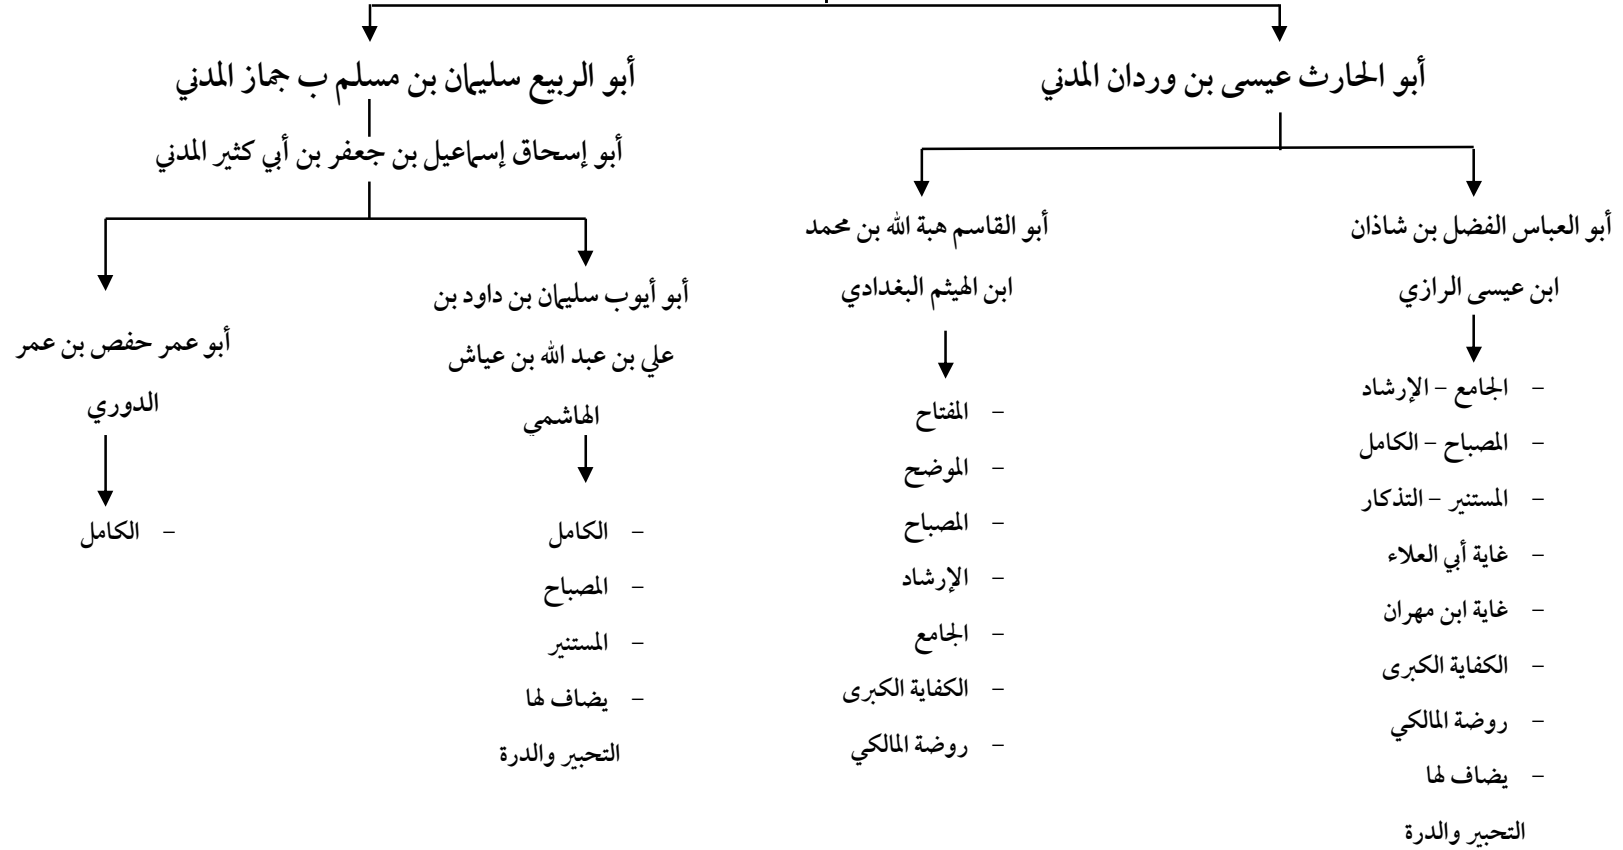 أبو الحارث عيسى بن وردان المدني
أبو الربيع سليمان بن مسلم ب جماز المدني
أبو إسحاق إسماعيل بن جعفر بن أبي كثير المدني
أبو العباس الفضل بن شاذان
ابن عيسى الرازي
– الجامع – الإرشاد
– المصباح – الكامل
– المستنير – التذكار
– غاية أبي العلاء
– غاية ابن مهران
– الكفاية الكبرى
– روضة المالكي
– يضاف لها
التحبير والدرة
أبو القاسم هبة الله بن محمد
ابن الهيثم البغدادي
– المفتاح
– الموضح
– المصباح
– الإرشاد
– الجامع
– الكفاية الكبرى
– روضة المالكي
أبو أيوب سليمان بن داود بن
علي بن عبد الله بن عياش
الهاشمي
– الكامل
– المصباح
– المستنير
– يضاف لها
التحبير والدرة
أبو عمر حفص بن عمر
الدوري
– الكامل